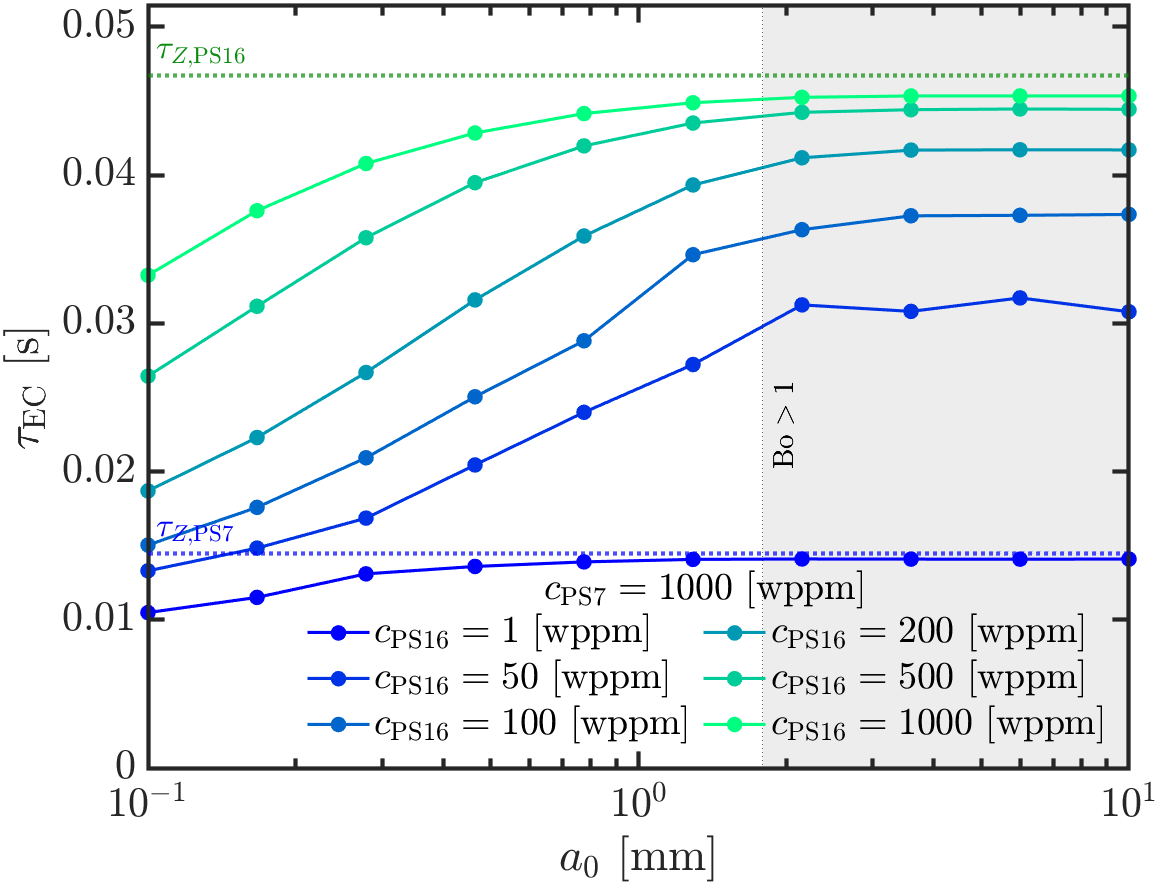 0.05
τZ,PS16
0.04
0.03
τEC [s]
Bo > 1
0.02
τZ,PS7
0.01
cPS7 = 1000 [wppm]
cPS16 = 1 [wppm] cPS16 = 200 [wppm]
cPS16 = 50 [wppm] cPS16 = 500 [wppm]
cPS16 = 100 [wppm] cPS16 = 1000 [wppm]
0
10⁻¹ 10⁰ 10¹
a₀ [mm]